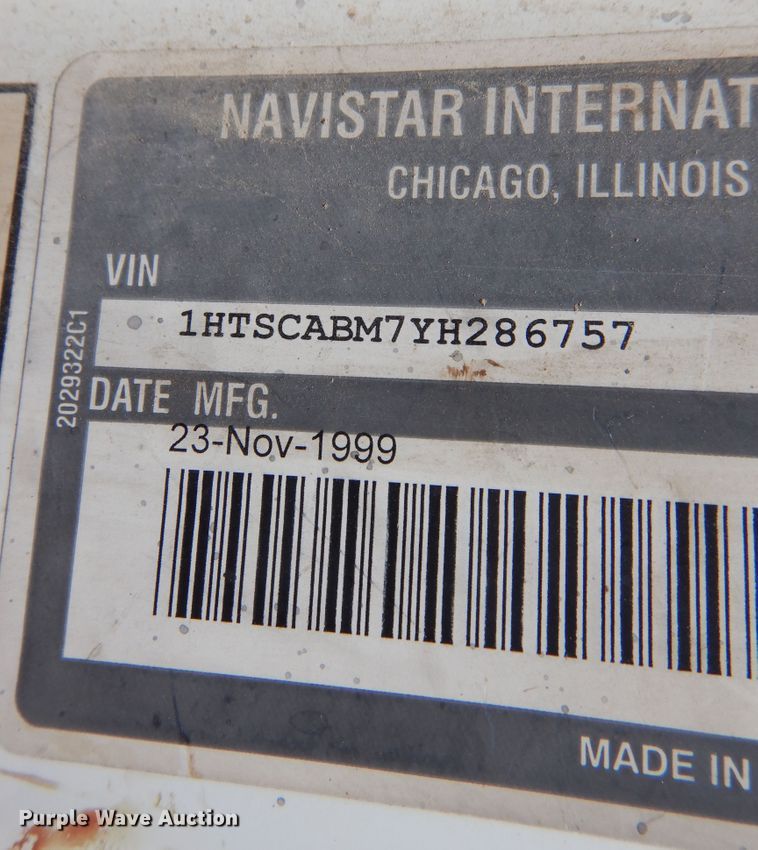 NAVISTAR INTERNAT
CHICAGO, ILLINOIS
VIN
1HTSCABM7YH286757
2029322C1
DATE MFG.
23-Nov-1999
MADE IN
Purple Wave Auction